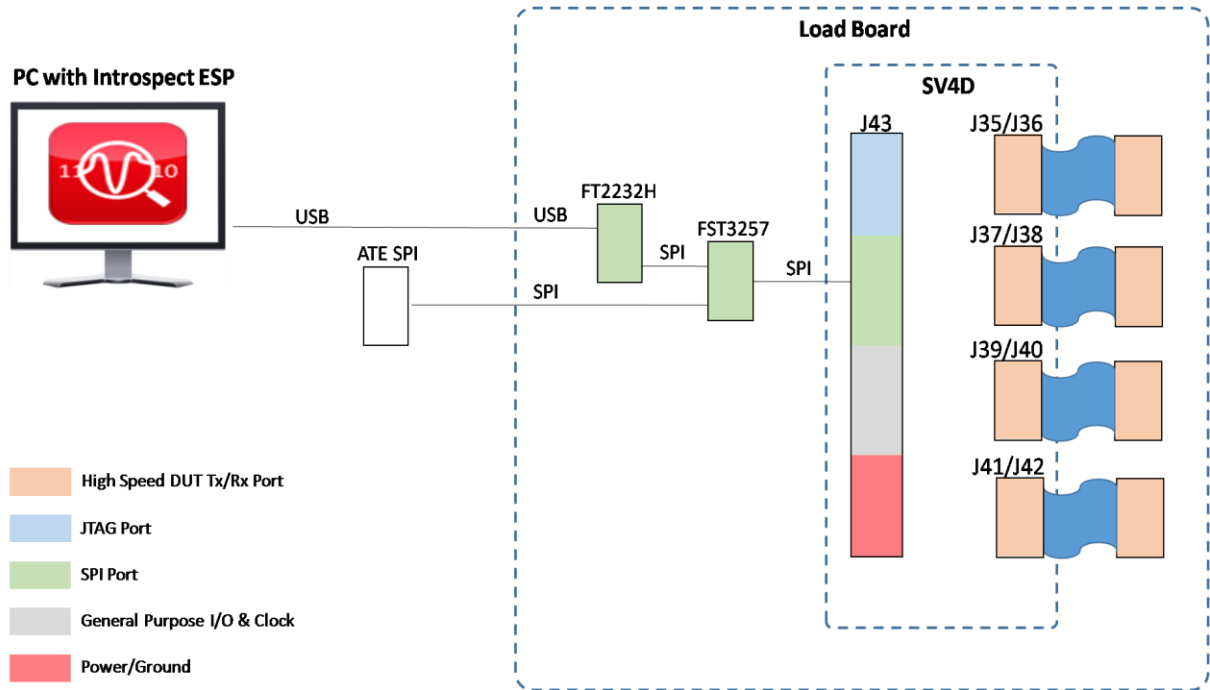 Load Board
PC with Introspect ESP
SV4D
J43
J35/J36
11 10
FT2232H
USB
USB
FST3257
J37/J38
ATE SPI
SPI
SPI
SPI
J39/J40
J41/J42
High Speed DUT Tx/Rx Port
JTAG Port
SPI Port
General Purpose I/O & Clock
Power/Ground